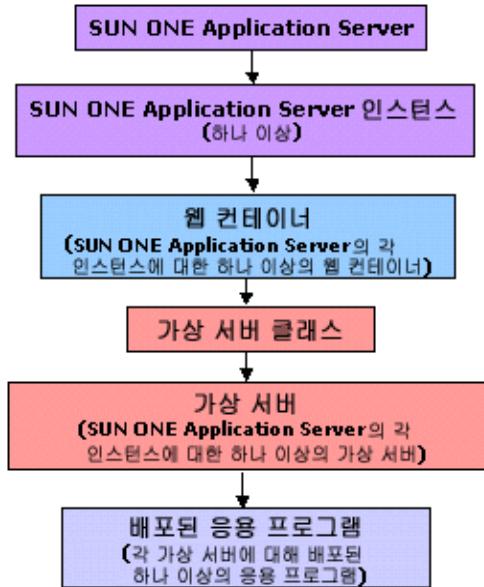 SUN ONE Application Server
SUN ONE Application Server 인스턴스
(하나 이상)
웹 컨테이너
(SUN ONE Application Server의 각
인스턴스에 대한 하나 이상의 웹 컨테이너)
가상 서버 클래스
가상 서버
(SUN ONE Application Server의 각
인스턴스에 대한 하나 이상의 가상 서버)
배포된 응용 프로그램
(각 가상 서버에 대해 배포된
하나 이상의 응용 프로그램)